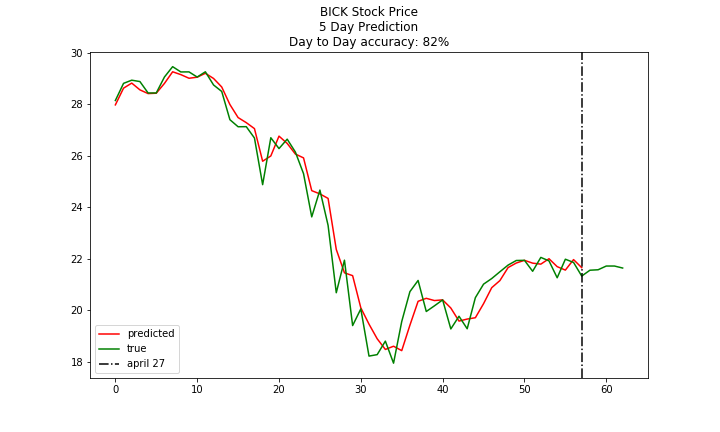 BICK Stock Price
5 Day Prediction
Day to Day accuracy: 82%
30
28
26
24
22
20
18
predicted
true
april 27
0
10
20
30
40
50
60